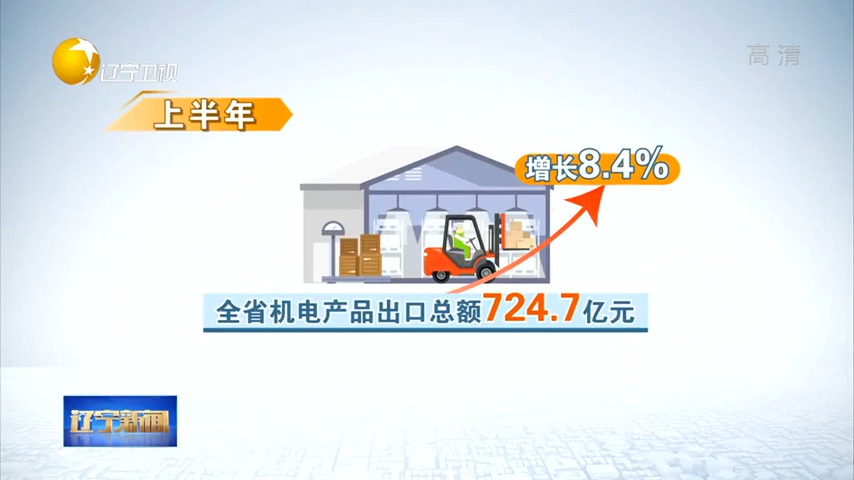 辽宁卫视
高清
上半年
增长8.4%
全省机电产品出口总额724.7亿元
辽宁新闻